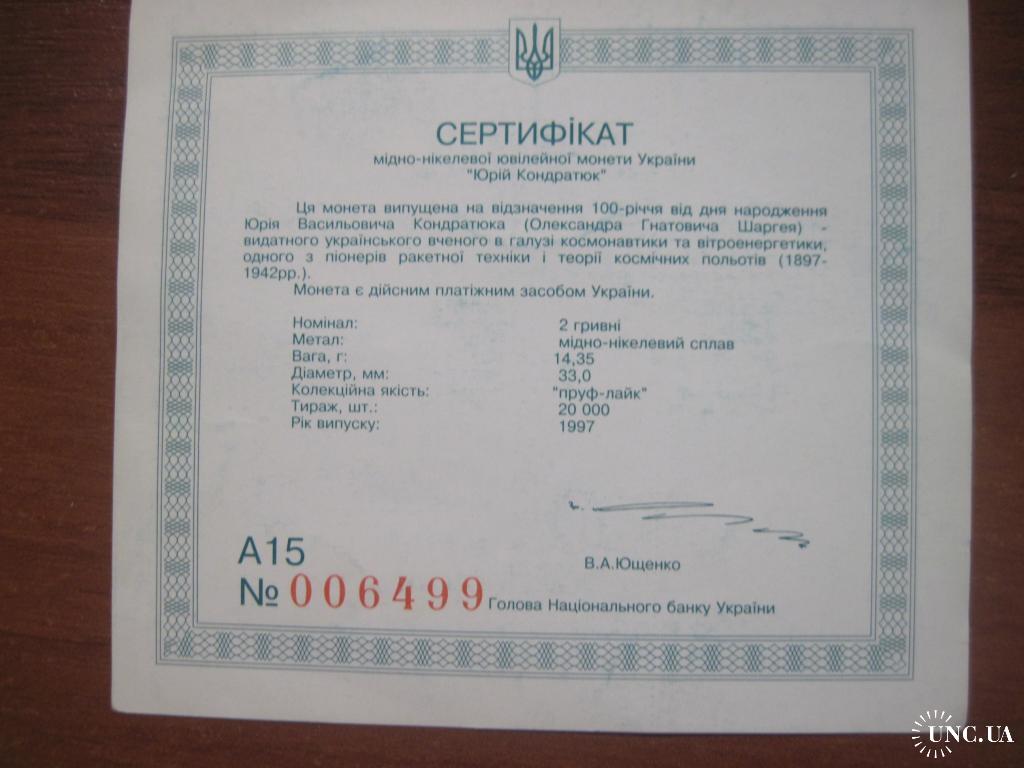 СЕРТИФІКАТ
мідно-нікелевої ювілейної монети України
"Юрій Кондратюк"
Ця монета випущена на відзначення 100-річчя від дня народження
Юрія Васильовича Кондратюка (Олександра Гнатовича Шаргея) -
видатного українського вченого в галузі космонавтики та вітроенергетики,
одного з піонерів ракетної техніки і теорії космічних польотів (1897-
1942рр.).
Монета є дійсним платіжним засобом України.
Номінал: 2 гривні
Метал: мідно-нікелевий сплав
Вага, г: 14,35
Діаметр, мм: 33,0
Колекційна якість: "пруф-лайк"
Тираж, шт.: 20 000
Рік випуску: 1997
А15
В.А.Ющенко
№ 006499 Голова Національного банку України
UNC.UA